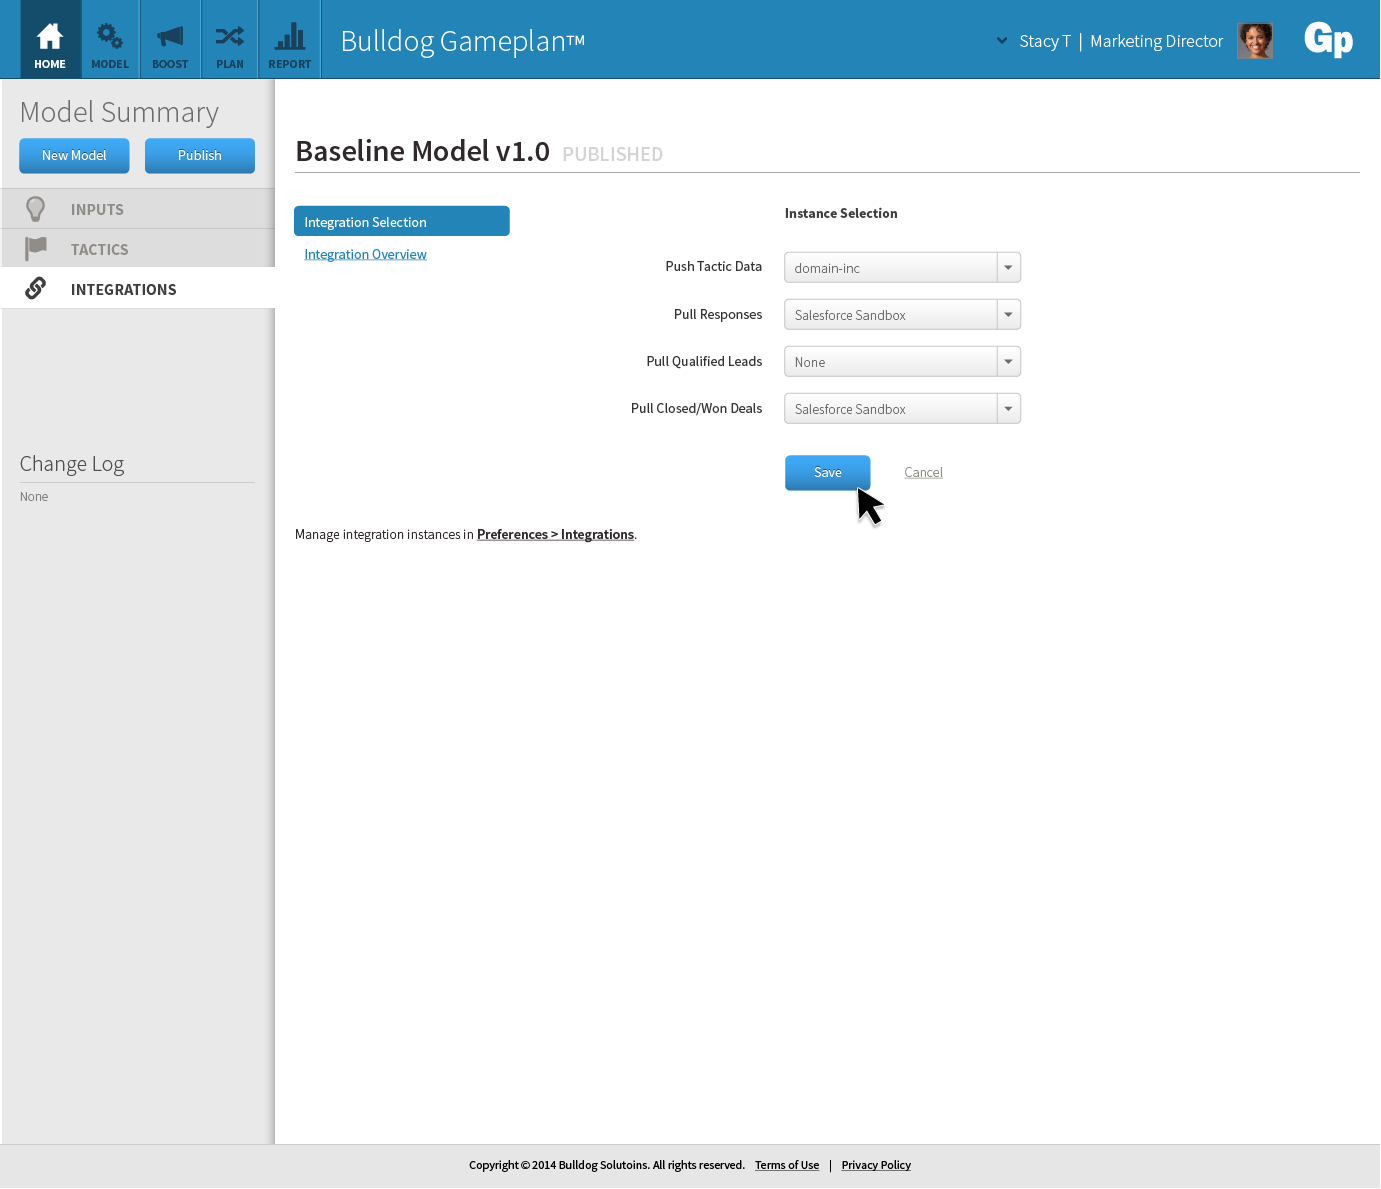 HOME
MODEL
BOOST
PLAN
REPORT
Bulldog Gameplan™
Stacy T | Marketing Director
Gp
Model Summary
New Model
Publish
INPUTS
TACTICS
INTEGRATIONS
Change Log
None
Baseline Model v1.0 PUBLISHED
Integration Selection
Integration Overview
Instance Selection
Push Tactic Data domain-inc
Pull Responses Salesforce Sandbox
Pull Qualified Leads None
Pull Closed/Won Deals Salesforce Sandbox
Save Cancel
Manage integration instances in Preferences > Integrations.
Copyright © 2014 Bulldog Solutoins. All rights reserved. Terms of Use | Privacy Policy